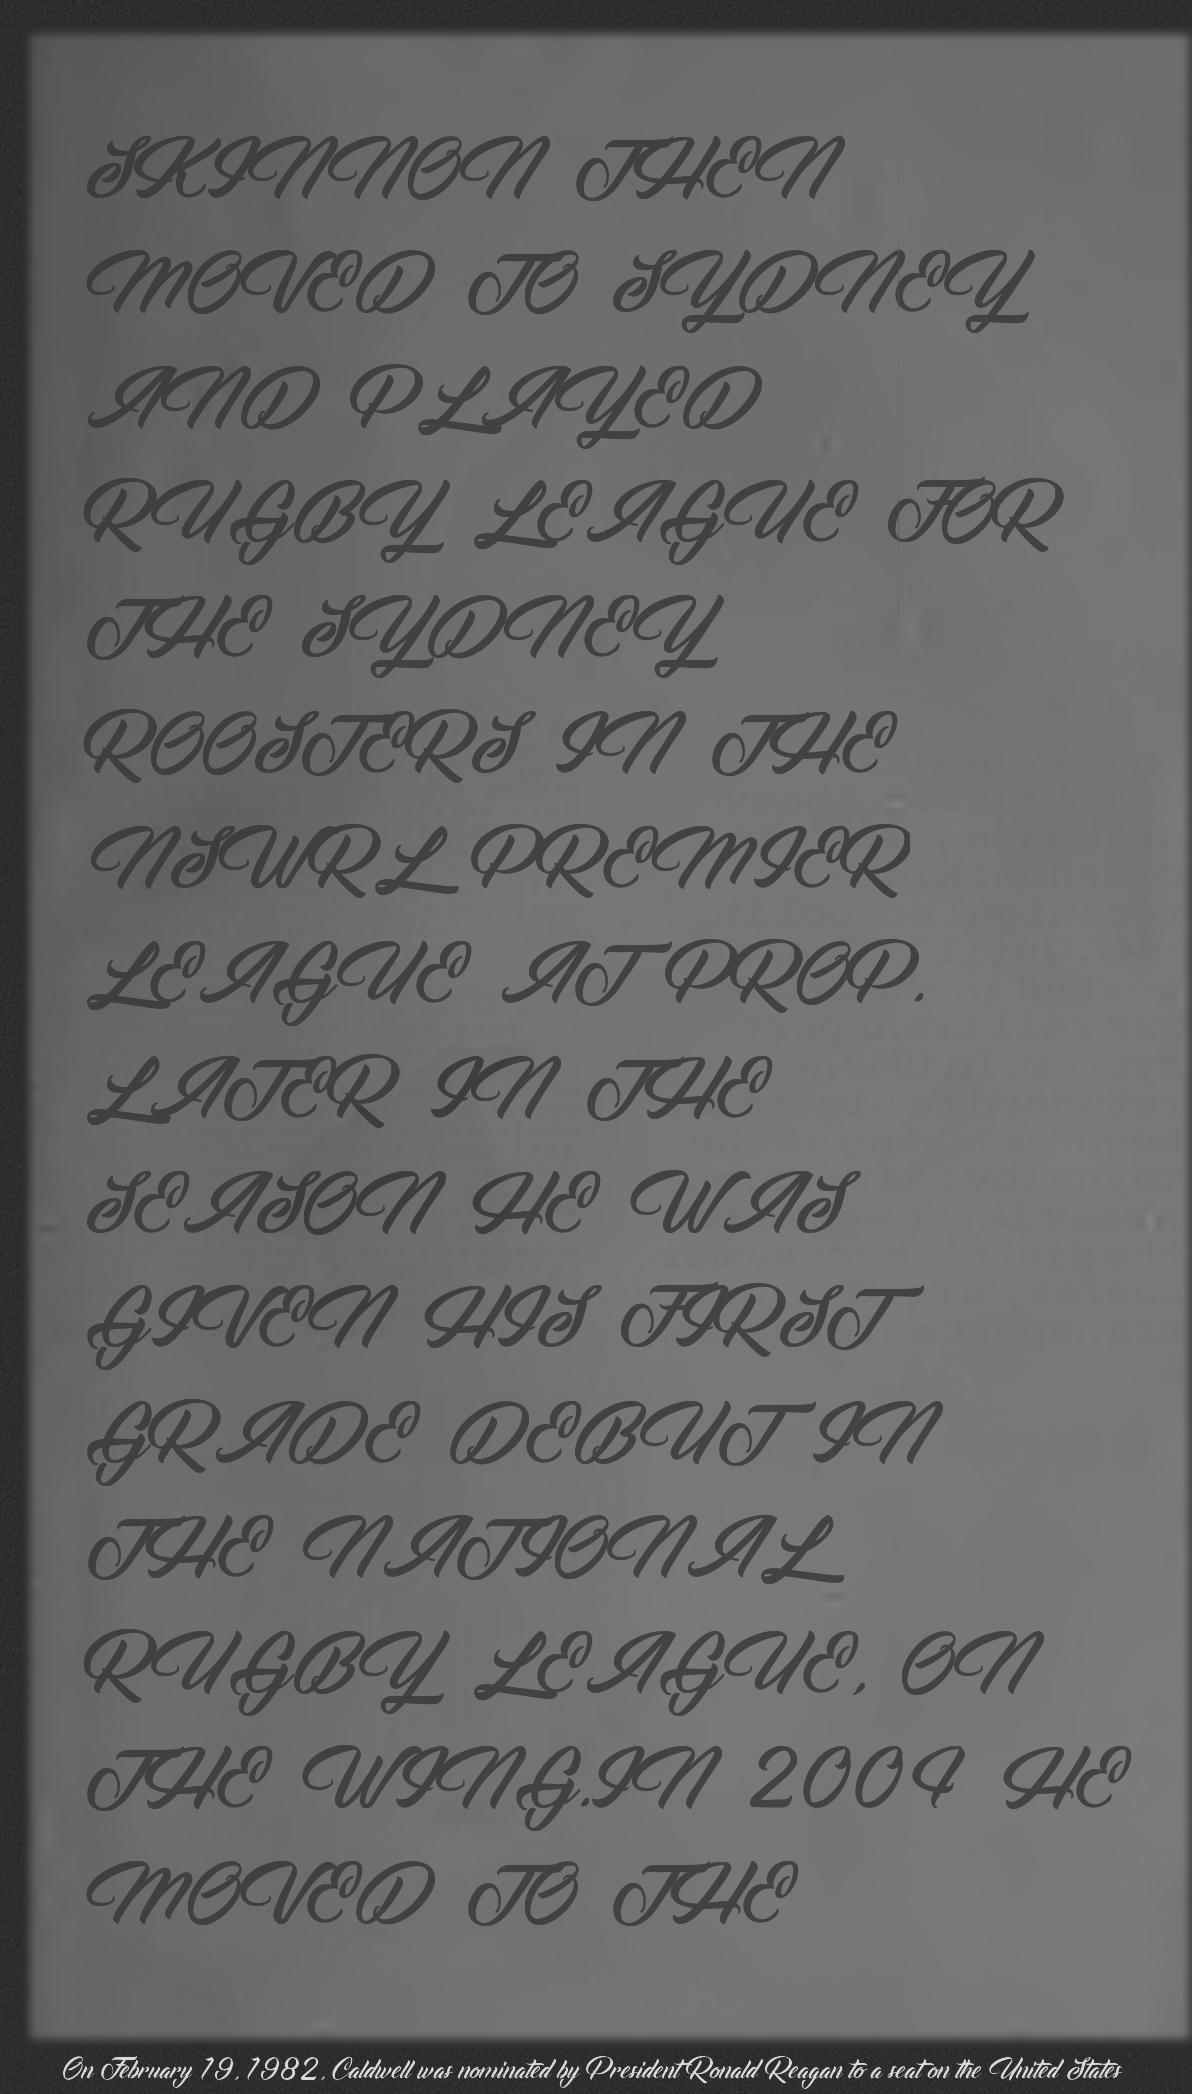 SKINNON THEN
MOVED TO SYDNEY
AND PLAYED
RUGBY LEAGUE FOR
THE SYDNEY
ROOSTERS IN THE
NSWRL PREMIER
LEAGUE AT PROP.
LATER IN THE
SEASON HE WAS
GIVEN HIS FIRST
GRADE DEBUT IN
THE NATIONAL
RUGBY LEAGUE, ON
THE WING.IN 2004 HE
MOVED TO THE
On February 19, 1982, Caldwell was nominated by President Ronald Reagan to a seat on the United States